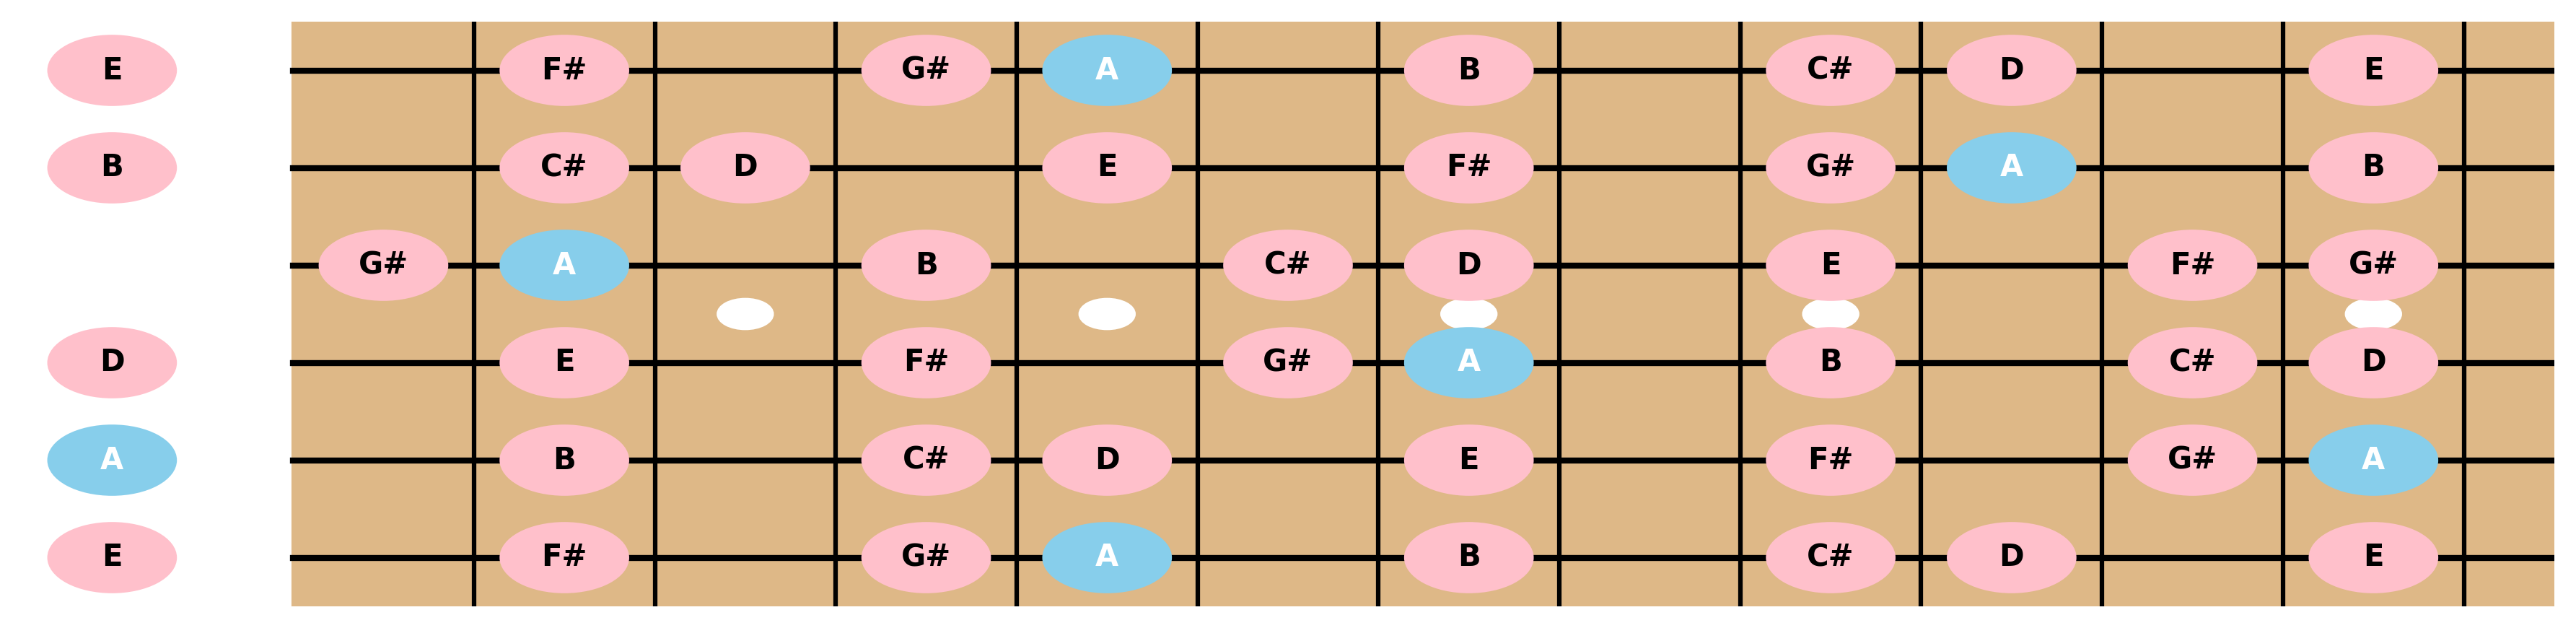 E F# G# A B C# D E
B C# D E F# G# A B
G# A B C# D E F# G#
D E F# G# A B C# D
A B C# D E F# G# A
E F# G# A B C# D E